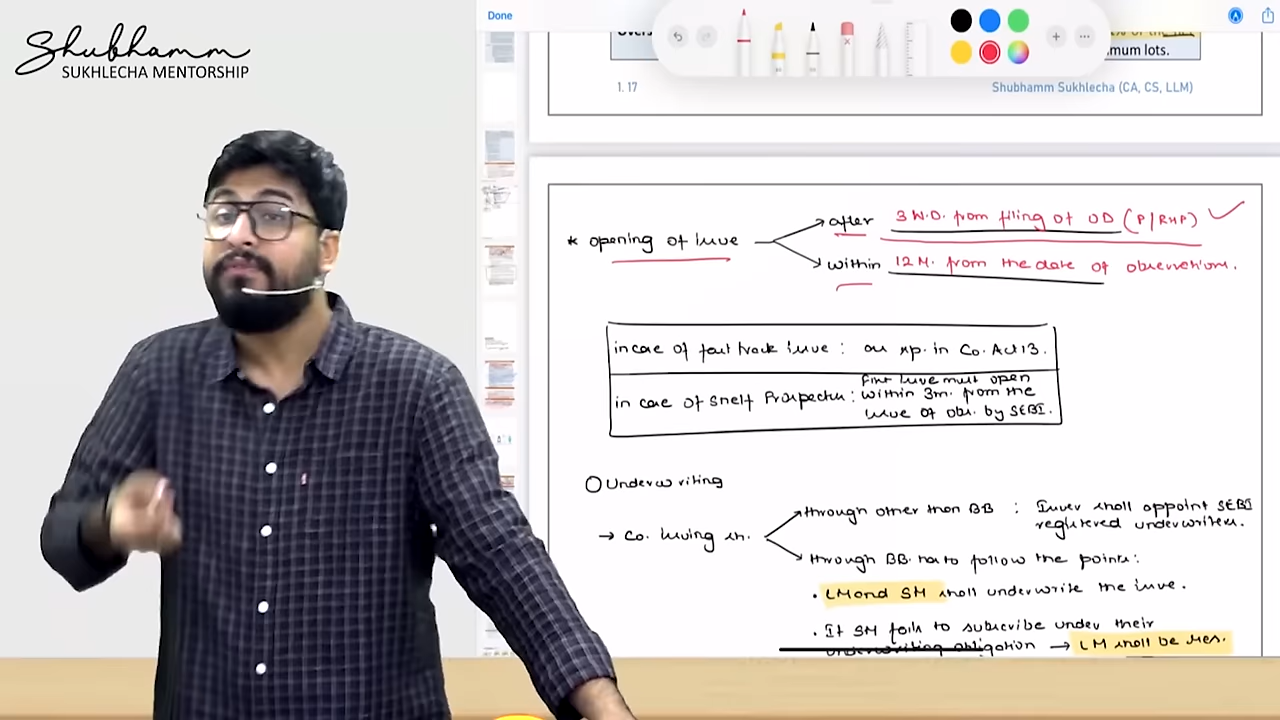 Shubhamm
SUKHLECHA MENTORSHIP
Done
mum lots.
1. 17
Shubhamm Sukhlecha (CA, CS, LLM)
* opening of issue
after 3 W.D. from filing of OD (P/RHP)
within 12 M. from the date of observations.
in case of fast track issue : as sp. in Co. Act 13.
in case of Shelf Prospectus : first issue must open
within 3m. from the
issue of obs. by SEBI.
Underwriting
→ Co. issuing sh.
through other than BB : Issuer shall appoint SEBI
registered underwriters.
through BB. has to follow the points:
• LM and SM shall underwrite the issue.
• If SM fails to subscribe under their
underwriting obligation → LM shall be res.